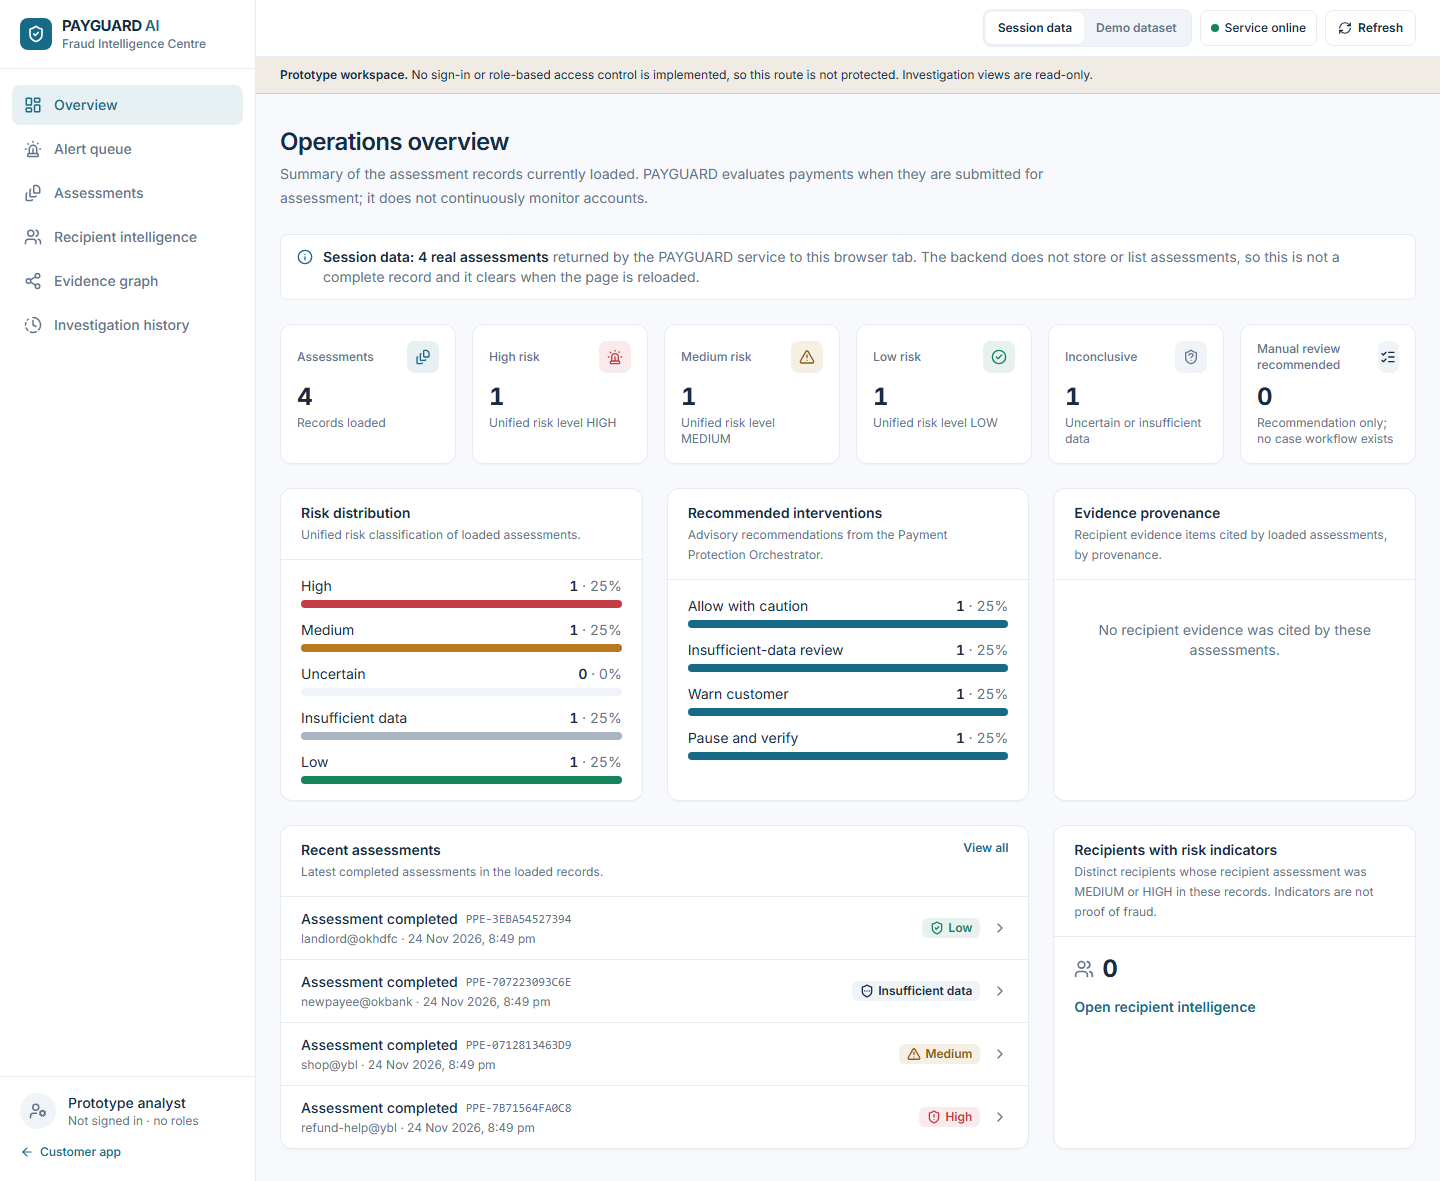 PAYGUARD AI
Fraud Intelligence Centre
Overview
Alert queue
Assessments
Recipient intelligence
Evidence graph
Investigation history
Prototype analyst
Not signed in · no roles
Customer app
Session data
Demo dataset
Service online
Refresh
Prototype workspace. No sign-in or role-based access control is implemented, so this route is not protected. Investigation views are read-only.
Operations overview
Summary of the assessment records currently loaded. PAYGUARD evaluates payments when they are submitted for
assessment; it does not continuously monitor accounts.
Session data: 4 real assessments returned by the PAYGUARD service to this browser tab. The backend does not store or list assessments, so this is not a
complete record and it clears when the page is reloaded.
Assessments
4
Records loaded
High risk
1
Unified risk level HIGH
Medium risk
1
Unified risk level
MEDIUM
Low risk
1
Unified risk level LOW
Inconclusive
1
Uncertain or insufficient
data
Manual review
recommended
0
Recommendation only;
no case workflow exists
Risk distribution
Unified risk classification of loaded assessments.
High 1 · 25%
Medium 1 · 25%
Uncertain 0 · 0%
Insufficient data 1 · 25%
Low 1 · 25%
Recommended interventions
Advisory recommendations from the Payment
Protection Orchestrator.
Allow with caution 1 · 25%
Insufficient-data review 1 · 25%
Warn customer 1 · 25%
Pause and verify 1 · 25%
Evidence provenance
Recipient evidence items cited by loaded assessments,
by provenance.
No recipient evidence was cited by these
assessments.
Recent assessments
View all
Latest completed assessments in the loaded records.
Assessment completed PPE-3EBA54527394
landlord@okhdfc · 24 Nov 2026, 8:49 pm
Low
Assessment completed PPE-707223093C6E
newpayee@okbank · 24 Nov 2026, 8:49 pm
Insufficient data
Assessment completed PPE-0712813463D9
shop@ybl · 24 Nov 2026, 8:49 pm
Medium
Assessment completed PPE-7B71564FA0C8
refund-help@ybl · 24 Nov 2026, 8:49 pm
High
Recipients with risk indicators
Distinct recipients whose recipient assessment was
MEDIUM or HIGH in these records. Indicators are not
proof of fraud.
0
Open recipient intelligence